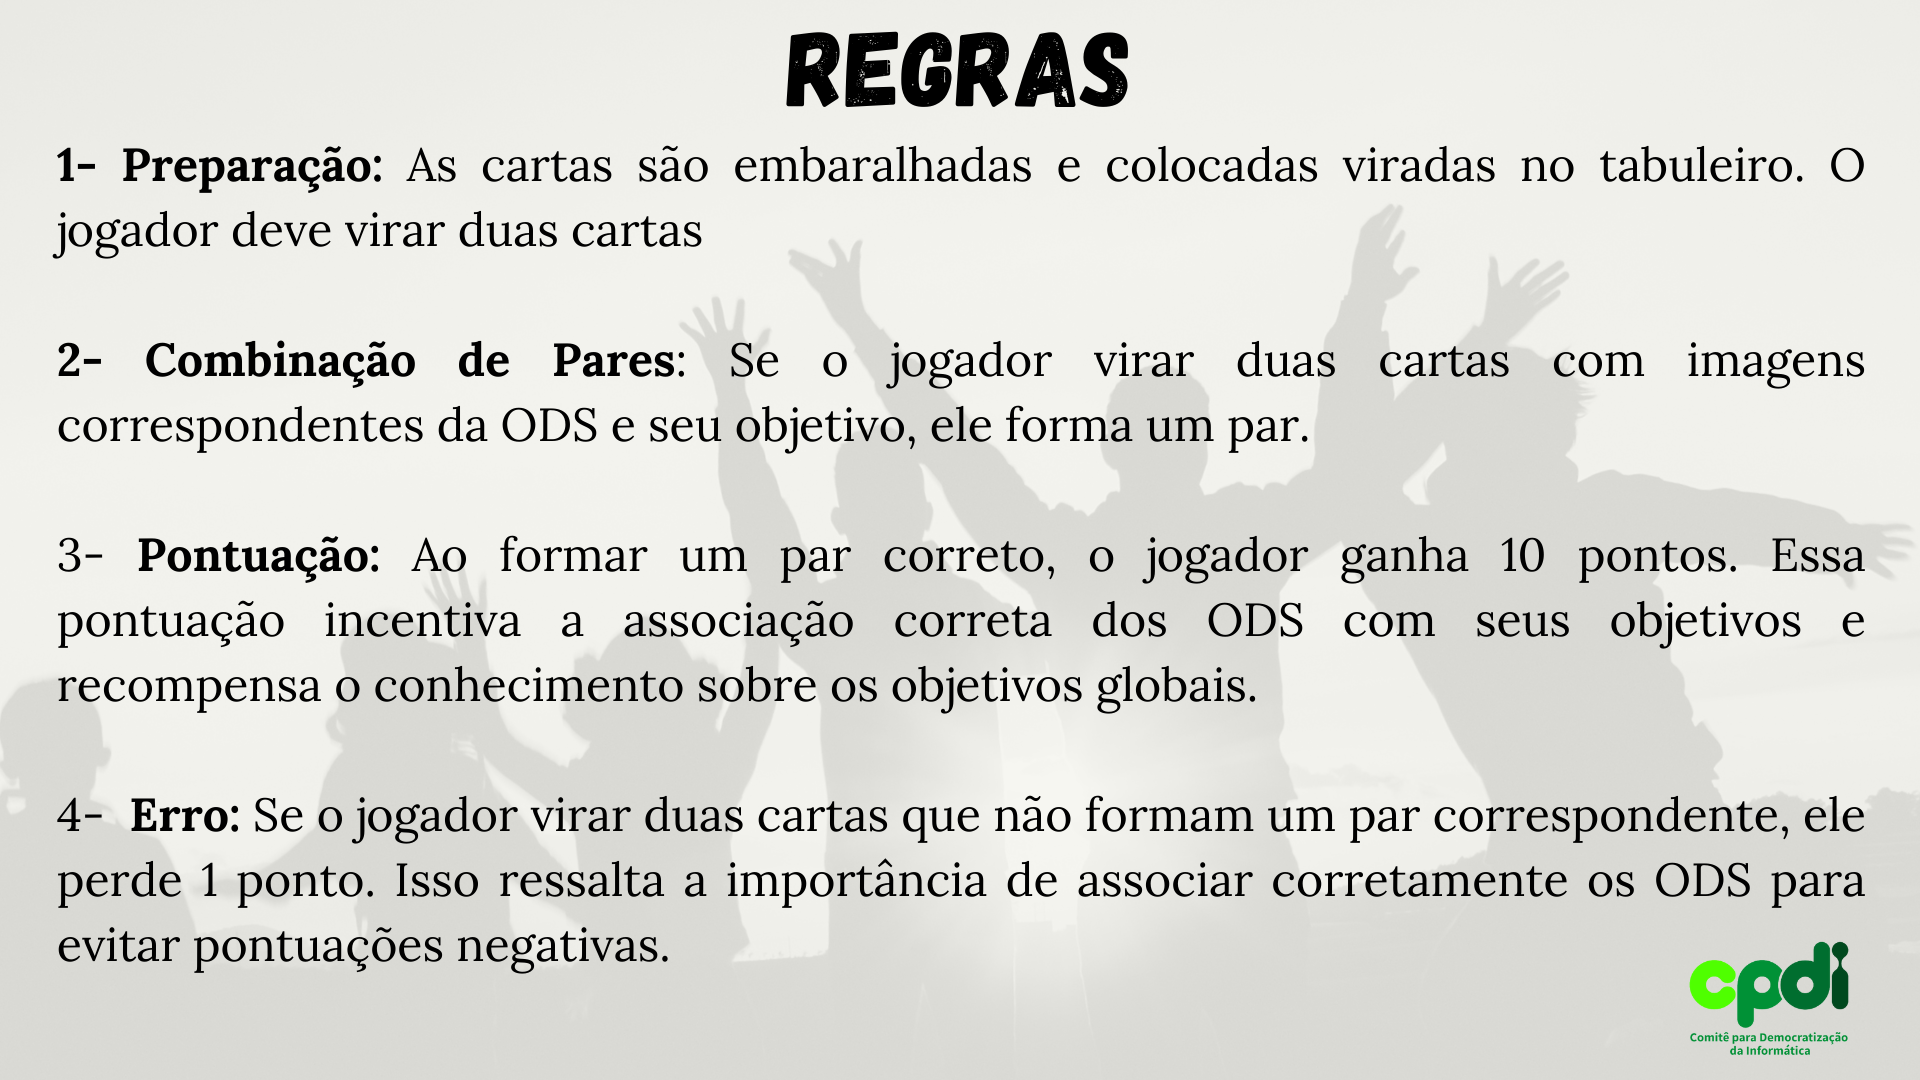 REGRAS
1- Preparação: As cartas são embaralhadas e colocadas viradas no tabuleiro. O
jogador deve virar duas cartas
2- Combinação de Pares: Se o jogador virar duas cartas com imagens
correspondentes da ODS e seu objetivo, ele forma um par.
3- Pontuação: Ao formar um par correto, o jogador ganha 10 pontos. Essa
pontuação incentiva a associação correta dos ODS com seus objetivos e
recompensa o conhecimento sobre os objetivos globais.
4- Erro: Se o jogador virar duas cartas que não formam um par correspondente, ele
perde 1 ponto. Isso ressalta a importância de associar corretamente os ODS para
evitar pontuações negativas.
cpdi
Comitê para Democratização
da Informática